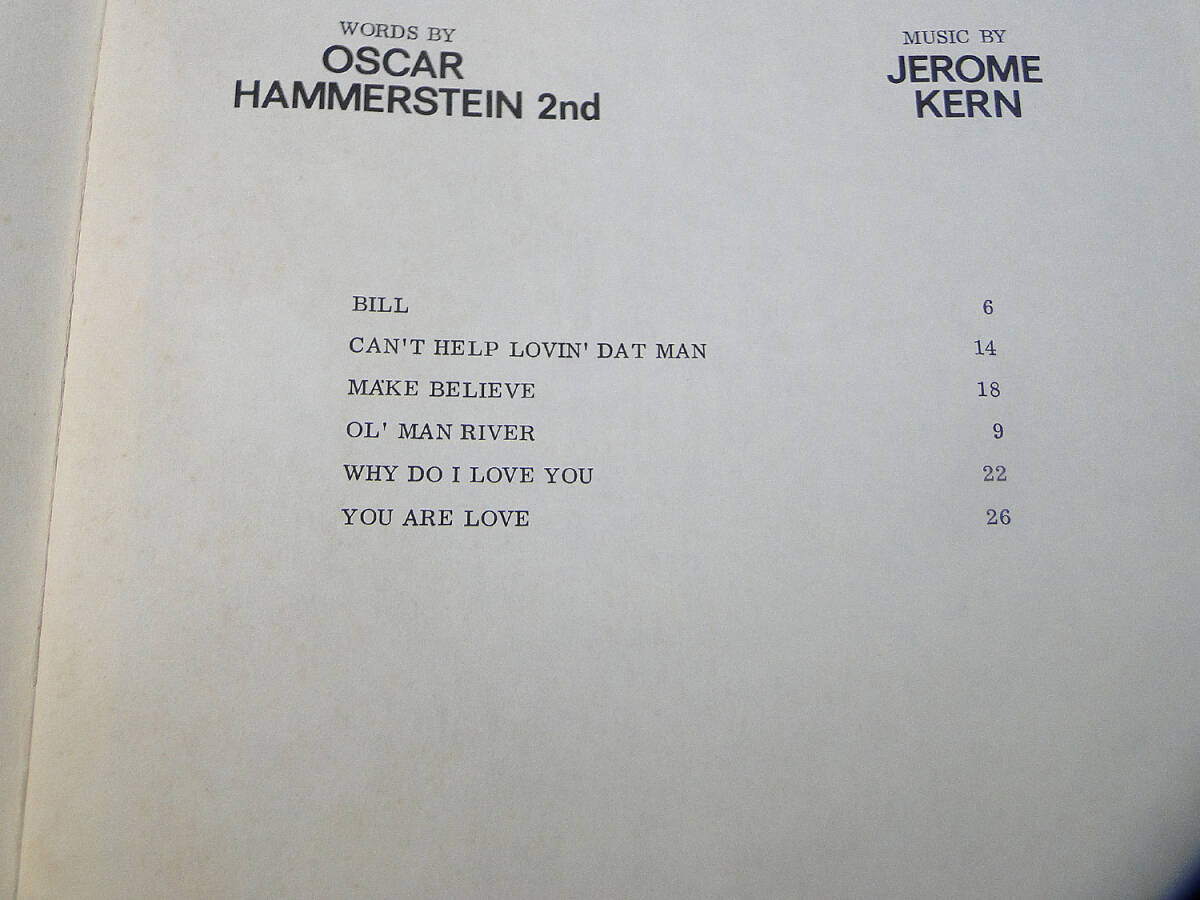 WORDS BY
OSCAR
HAMMERSTEIN 2nd
MUSIC BY
JEROME
KERN
BILL 6
CAN'T HELP LOVIN' DAT MAN 14
MAKE BELIEVE 18
OL' MAN RIVER 9
WHY DO I LOVE YOU 22
YOU ARE LOVE 26